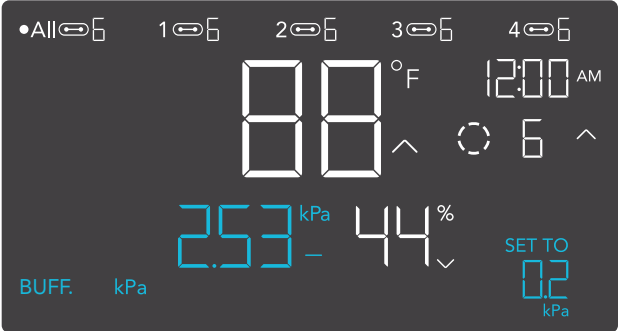 ●All 6 1 6 2 6 3 6 4 6
88 °F 12:00 AM
6
2.53 kPa 44 %
SET TO
BUFF. kPa 0.2
kPa